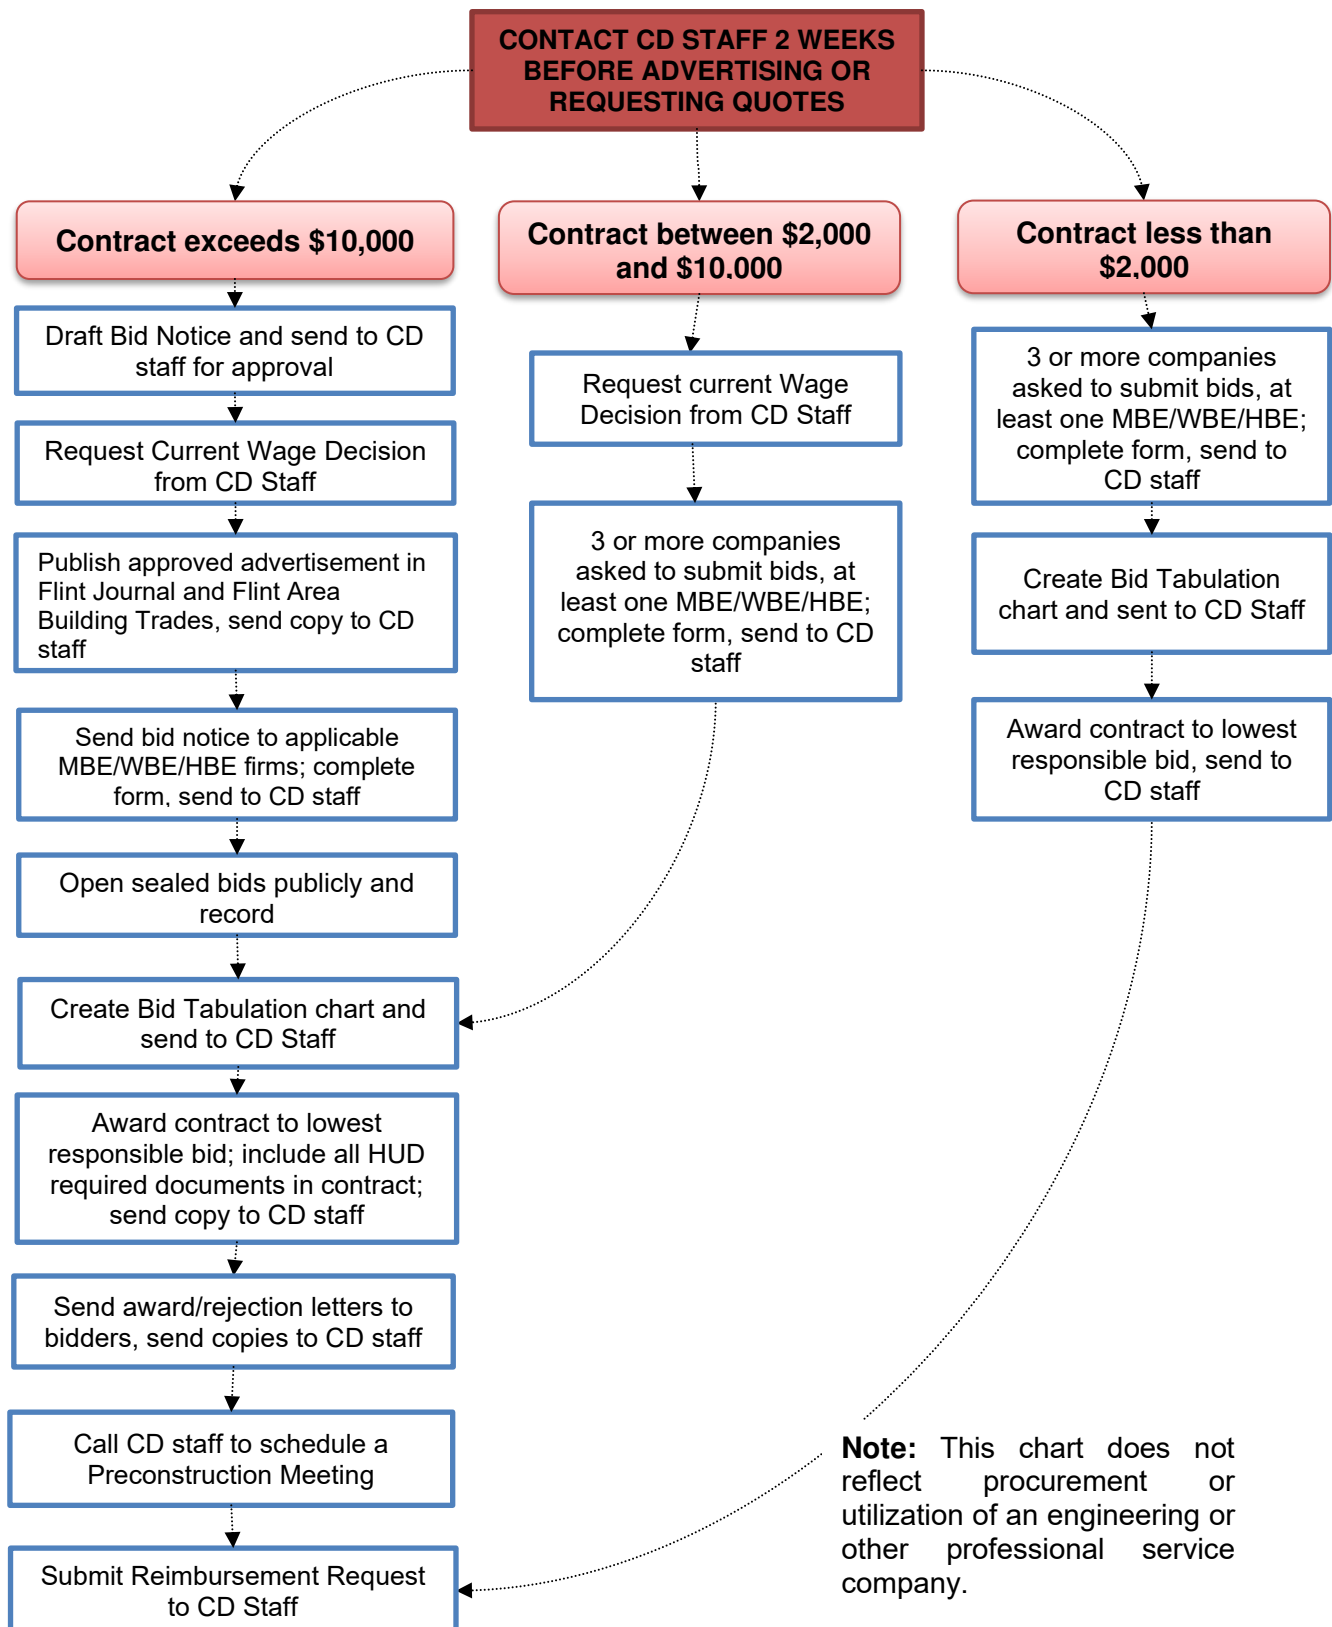 CONTACT CD STAFF 2 WEEKS
BEFORE ADVERTISING OR
REQUESTING QUOTES
Contract exceeds $10,000
Draft Bid Notice and send to CD
staff for approval
Request Current Wage Decision
from CD Staff
Publish approved advertisement in
Flint Journal and Flint Area
Building Trades, send copy to CD
staff
Send bid notice to applicable
MBE/WBE/HBE firms; complete
form, send to CD staff
Open sealed bids publicly and
record
Create Bid Tabulation chart and
send to CD Staff
Award contract to lowest
responsible bid; include all HUD
required documents in contract;
send copy to CD staff
Send award/rejection letters to
bidders, send copies to CD staff
Call CD staff to schedule a
Preconstruction Meeting
Submit Reimbursement Request
to CD Staff
Contract between $2,000
and $10,000
Request current Wage
Decision from CD Staff
3 or more companies
asked to submit bids, at
least one MBE/WBE/HBE;
complete form, send to CD
staff
Contract less than
$2,000
3 or more companies
asked to submit bids, at
least one MBE/WBE/HBE;
complete form, send to
CD staff
Create Bid Tabulation
chart and sent to CD Staff
Award contract to lowest
responsible bid, send to
CD staff
Note: This chart does not
reflect procurement or
utilization of an engineering or
other professional service
company.